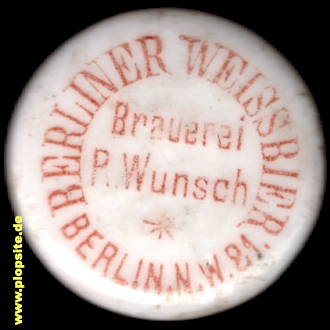 BERLINER WEISSBIER.
Brauerei
P. Wunsch
BERLIN.N.W.21.
www.plopsite.de